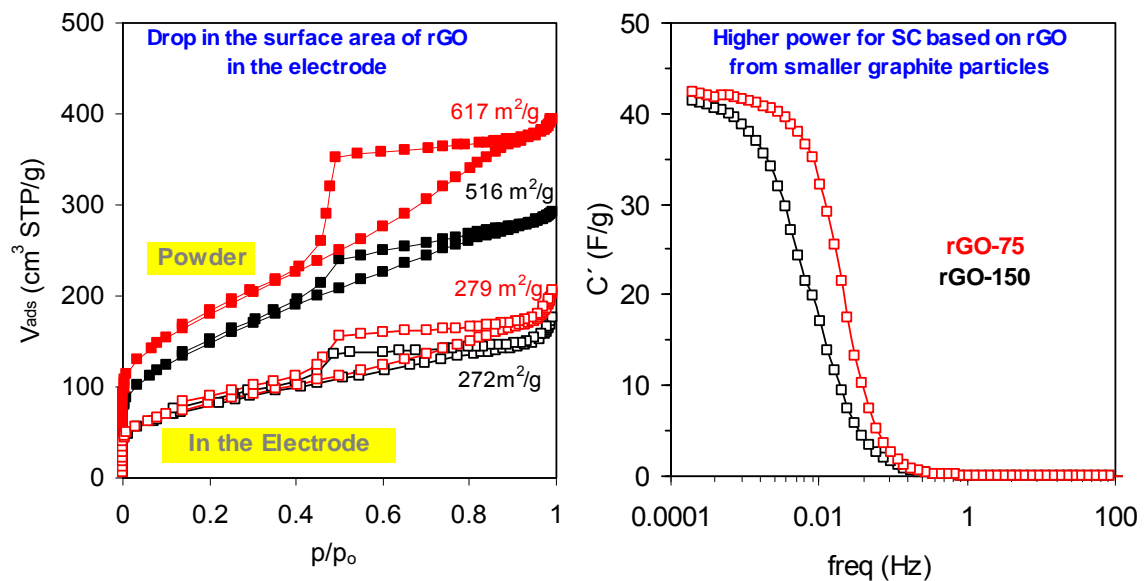 Drop in the surface area of rGO
in the electrode
500
400
300
200
100
0
Vads (cm³ STP/g)
617 m²/g
516 m²/g
Powder
279 m²/g
272m²/g
In the Electrode
0
0.2
0.4
0.6
0.8
1
p/po
Higher power for SC based on rGO
from smaller graphite particles
50
40
30
20
10
0
C´ (F/g)
rGO-75
rGO-150
0.0001
0.01
1
100
freq (Hz)